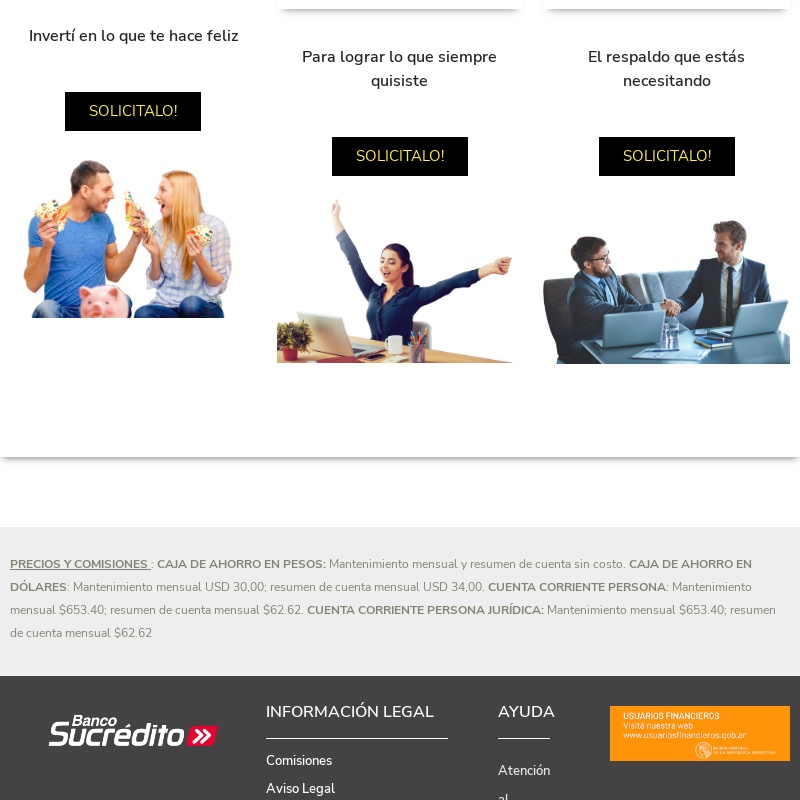 Invertí en lo que te hace feliz
SOLICITALO!
Para lograr lo que siempre
quisiste
SOLICITALO!
El respaldo que estás
necesitando
SOLICITALO!
PRECIOS Y COMISIONES : CAJA DE AHORRO EN PESOS: Mantenimiento mensual y resumen de cuenta sin costo. CAJA DE AHORRO EN
DÓLARES: Mantenimiento mensual USD 30,00; resumen de cuenta mensual USD 34,00. CUENTA CORRIENTE PERSONA: Mantenimiento
mensual $653.40; resumen de cuenta mensual $62.62. CUENTA CORRIENTE PERSONA JURÍDICA: Mantenimiento mensual $653.40; resumen
de cuenta mensual $62.62
Banco
Sucrédito
INFORMACIÓN LEGAL
Comisiones
Aviso Legal
AYUDA
Atención
al
USUARIOS FINANCIEROS
Visitá nuestra web
www.usuariosfinancieros.gob.ar
BANCO CENTRAL
DE LA REPÚBLICA ARGENTINA